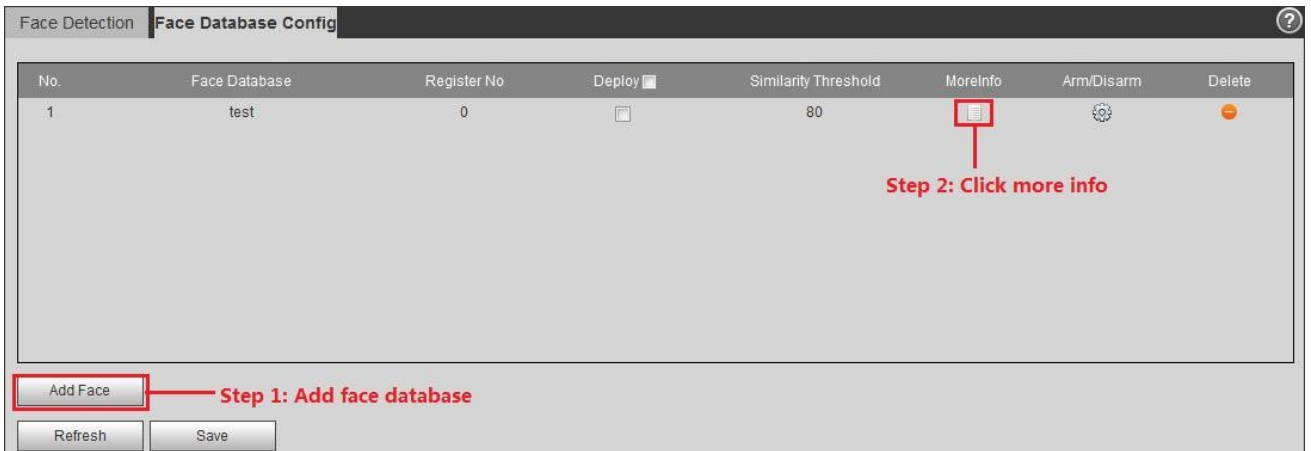 Face Detection Face Database Config ?
No. Face Database Register No Deploy Similarity Threshold MoreInfo Arm/Disarm Delete
1 test 0 80
Step 2: Click more info
Add Face Step 1: Add face database
Refresh Save